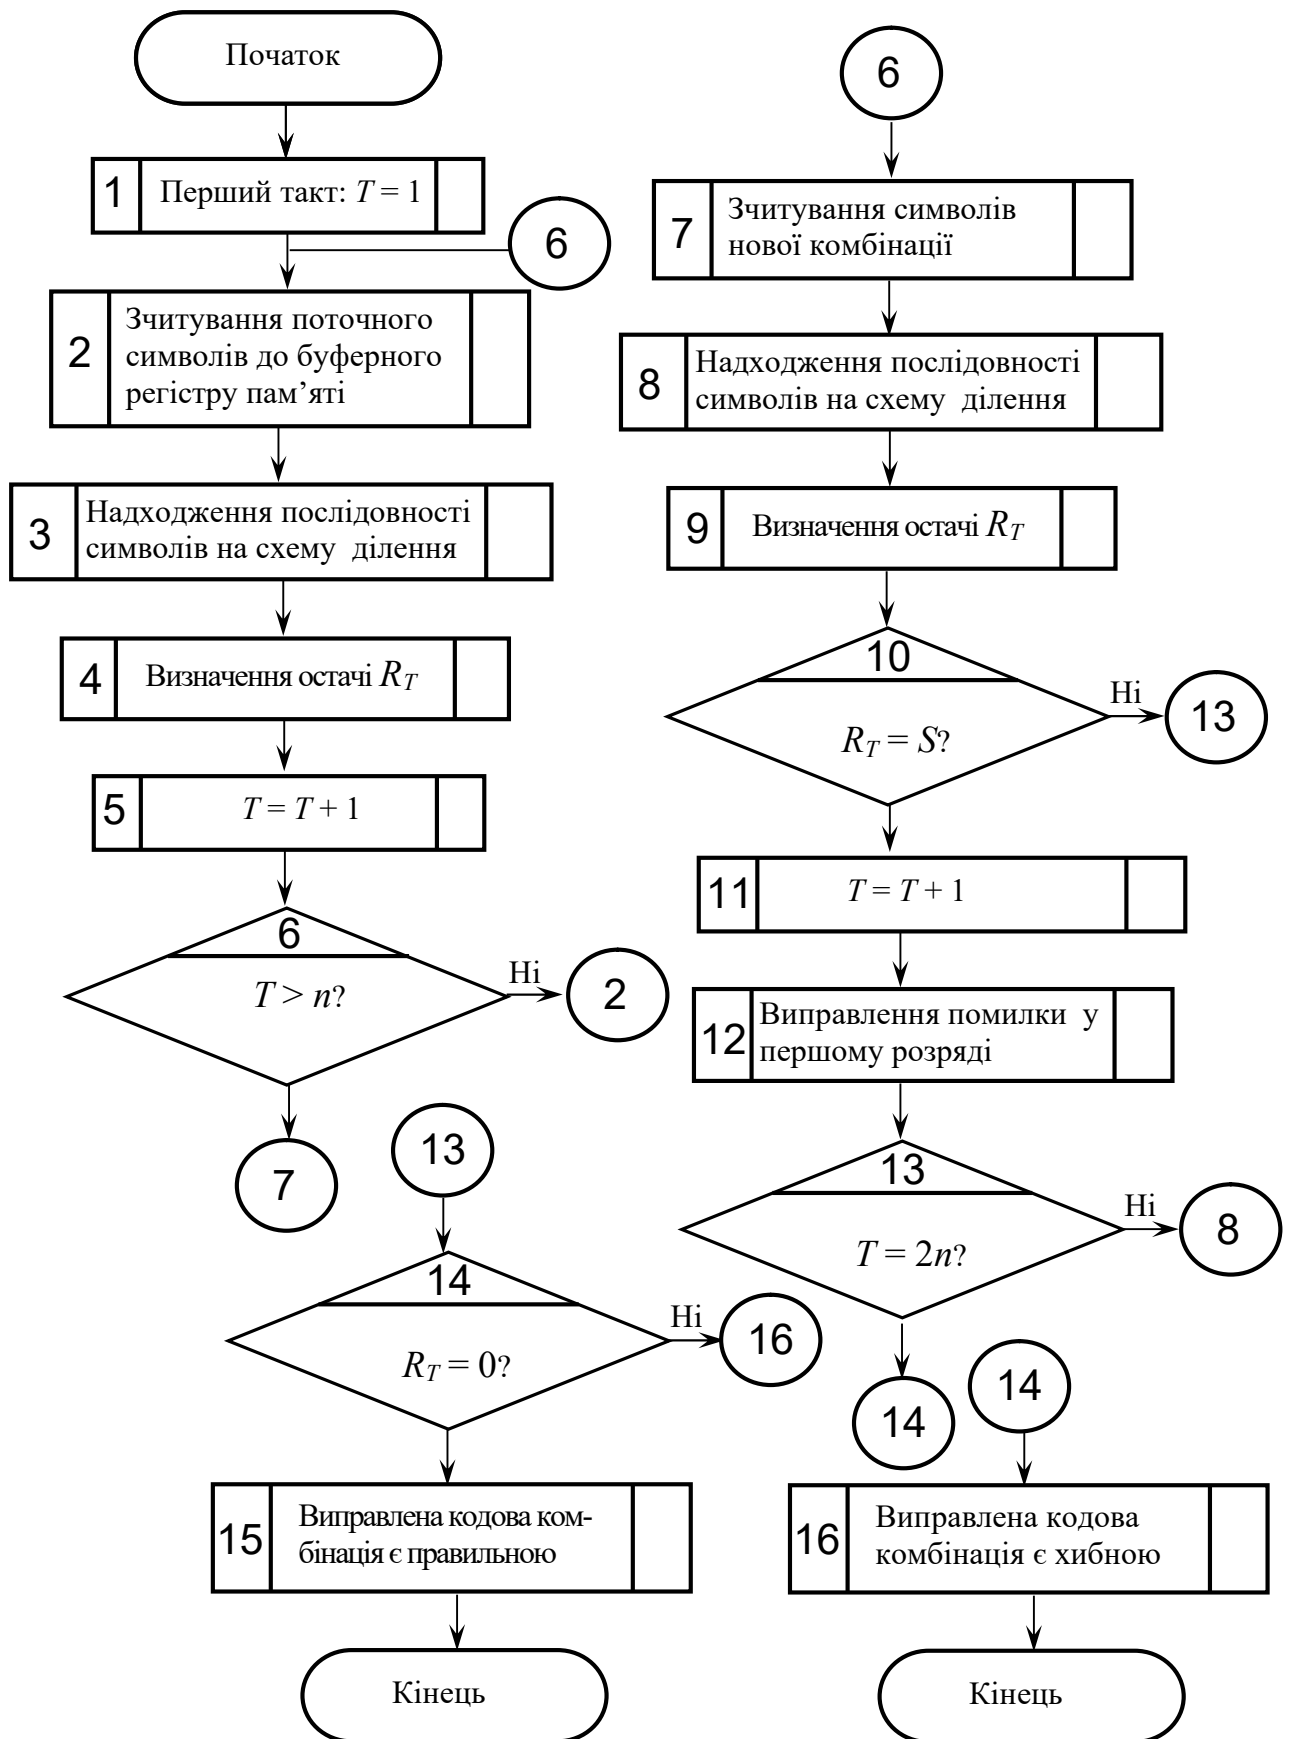 Початок
1
Перший такт: T = 1
6
2
Зчитування поточного
символів до буферного
регістру пам’яті
3
Надходження послідовності
символів на схему ділення
4
Визначення остачі R_T
5
T = T + 1
6
T > n?
Ні
2
7
6
7
Зчитування символів
нової комбінації
8
Надходження послідовності
символів на схему ділення
9
Визначення остачі R_T
10
R_T = S?
Ні
13
11
T = T + 1
12
Виправлення помилки у
першому розряді
13
T = 2n?
Ні
8
14
13
14
R_T = 0?
Ні
16
15
Виправлена кодова ком-
бінація є правильною
Кінець
14
16
Виправлена кодова
комбінація є хибною
Кінець